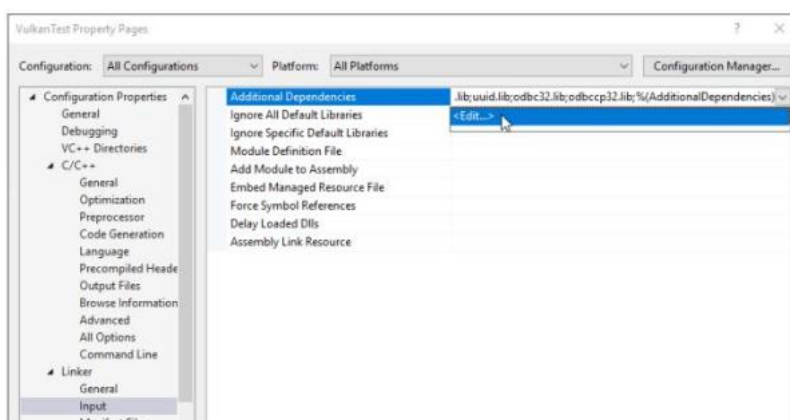 VulkanTest Property Pages
?
Configuration: All Configurations Platform: All Platforms Configuration Manager...
Configuration Properties
General
Debugging
VC++ Directories
C/C++
General
Optimization
Preprocessor
Code Generation
Language
Precompiled Heade
Output Files
Browse Information
Advanced
All Options
Command Line
Linker
General
Input
Additional Dependencies .lib;uuid.lib;odbc32.lib;odbccp32.lib;%(AdditionalDependencies)
Ignore All Default Libraries <Edit...>
Ignore Specific Default Libraries
Module Definition File
Add Module to Assembly
Embed Managed Resource File
Force Symbol References
Delay Loaded Dlls
Assembly Link Resource